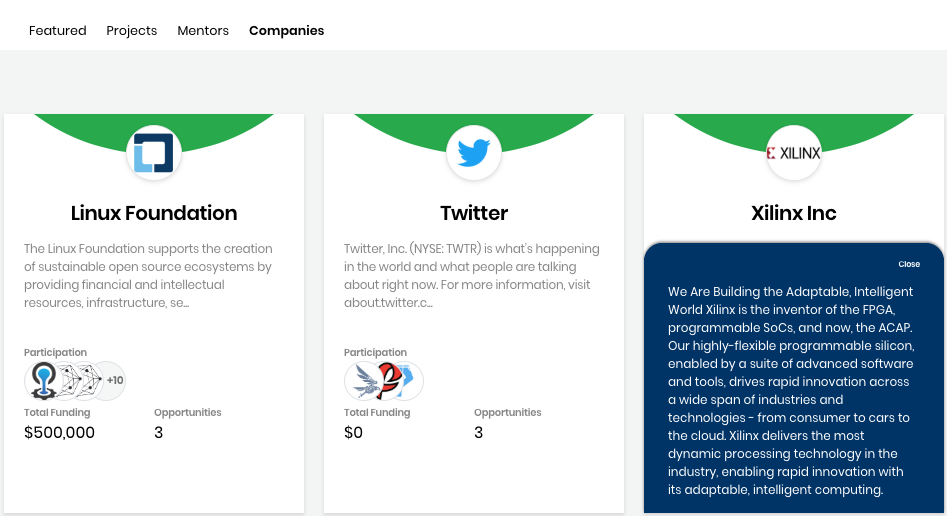 Featured Projects Mentors Companies
Linux Foundation
The Linux Foundation supports the creation
of sustainable open source ecosystems by
providing financial and intellectual
resources, infrastructure, se...
Participation
+10
Total Funding Opportunities
$500,000 3
Twitter
Twitter, Inc. (NYSE: TWTR) is what's happening
in the world and what people are talking
about right now. For more information, visit
about.twitter.c...
Participation
Total Funding Opportunities
$0 3
XILINX
Xilinx Inc
Close
We Are Building the Adaptable, Intelligent
World Xilinx is the inventor of the FPGA,
programmable SoCs, and now, the ACAP.
Our highly-flexible programmable silicon,
enabled by a suite of advanced software
and tools, drives rapid innovation across
a wide span of industries and
technologies - from consumer to cars to
the cloud. Xilinx delivers the most
dynamic processing technology in the
industry, enabling rapid innovation with
its adaptable, intelligent computing.